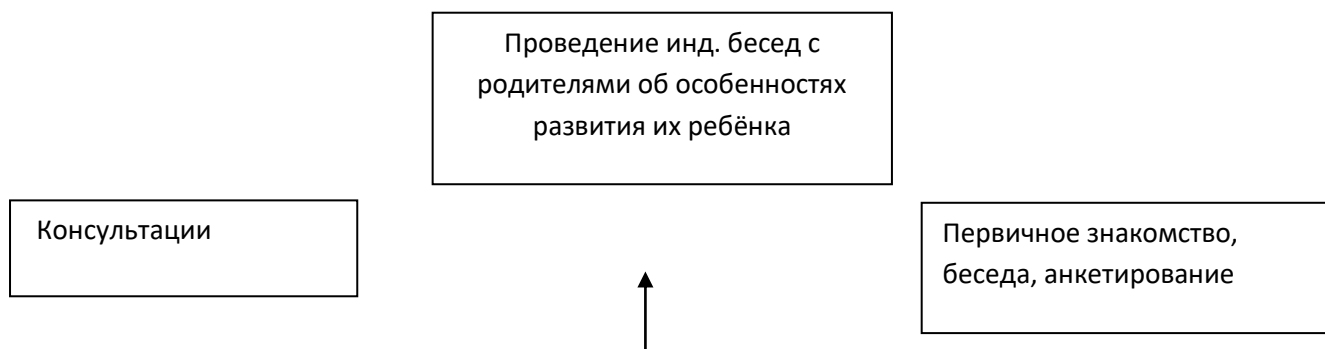 Проведение инд. бесед с
родителями об особенностях
развития их ребёнка
Консультации
Первичное знакомство,
беседа, анкетирование